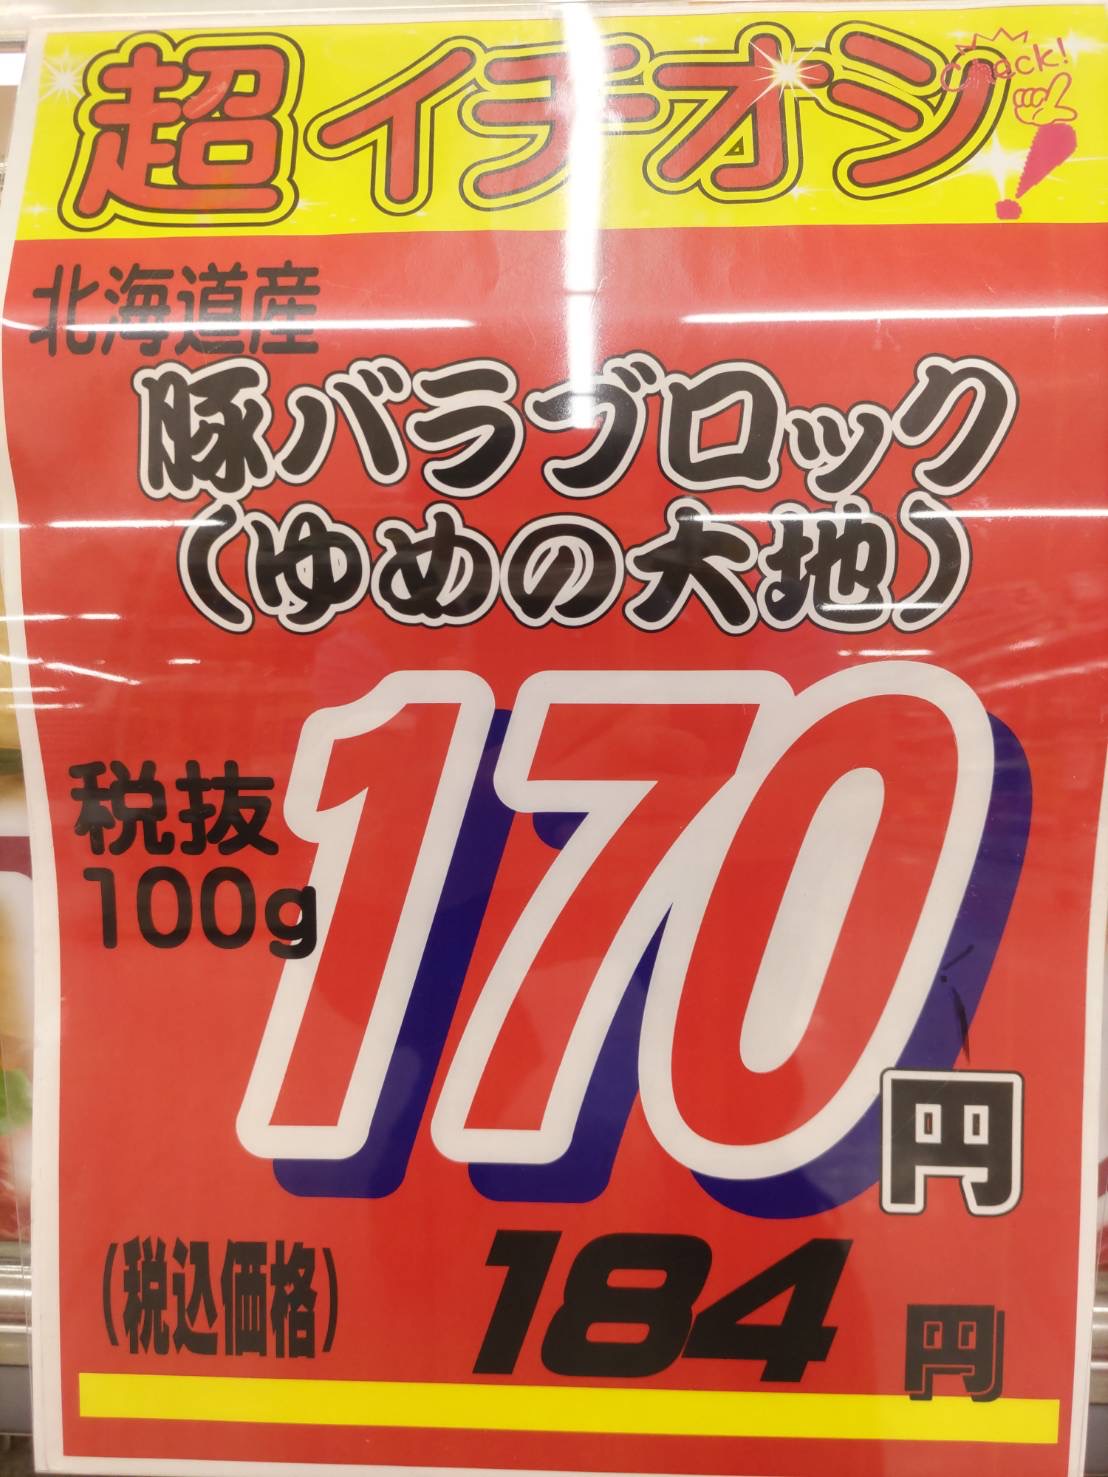 超イチオシ!
Check!
北海道産
豚バラブロック
(ゆめの大地)
税抜
100g
170円
(税込価格) 184円